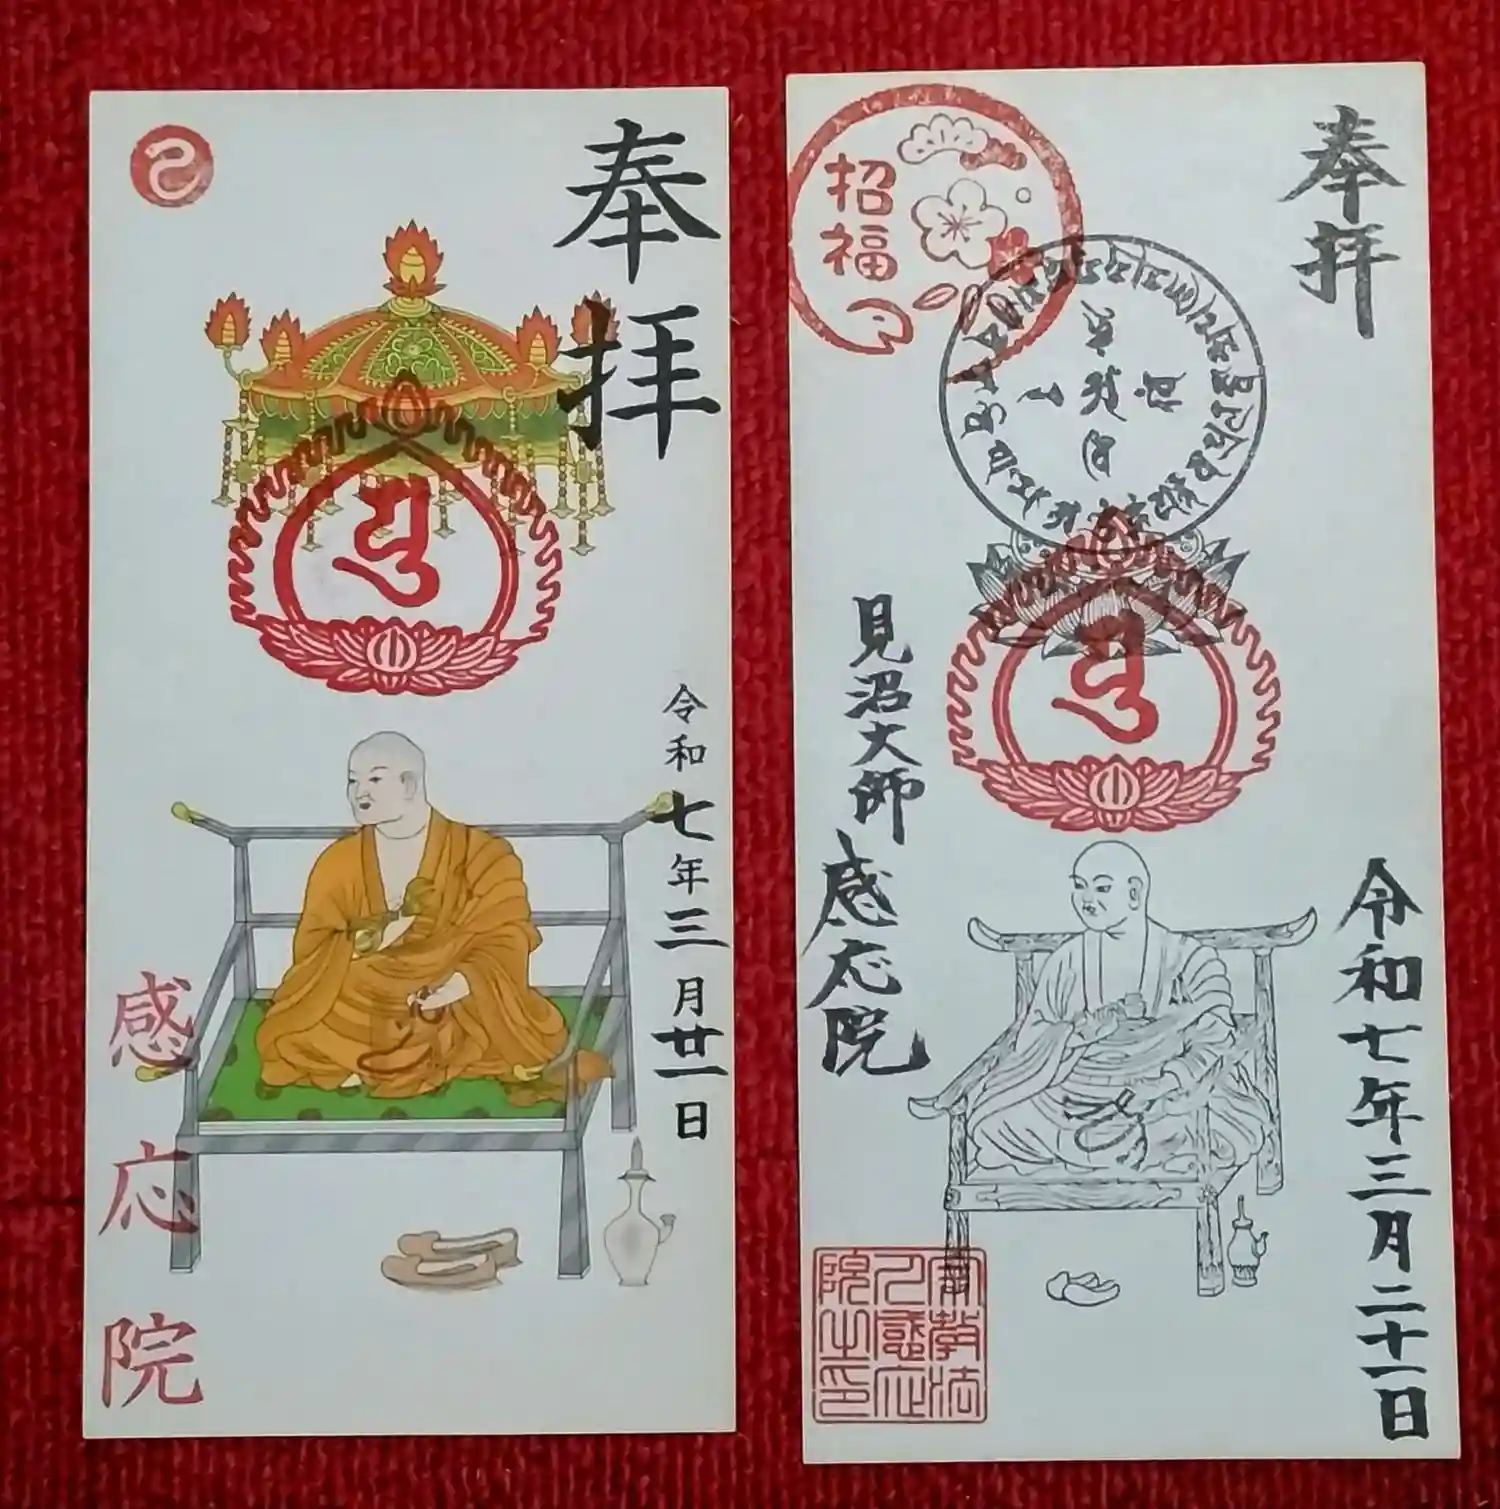 奉拝
令和七年三月廿一日
感応院
奉拝
招福
見沼大師
感応院
令和七年三月二十一日